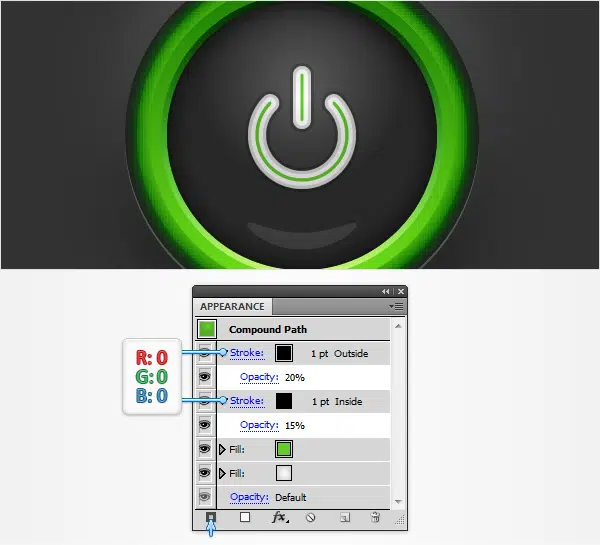 APPEARANCE
Compound Path
Stroke: 1 pt Outside
Opacity: 20%
Stroke: 1 pt Inside
Opacity: 15%
Fill:
Fill:
Opacity: Default
fx
R: 0
G: 0
B: 0